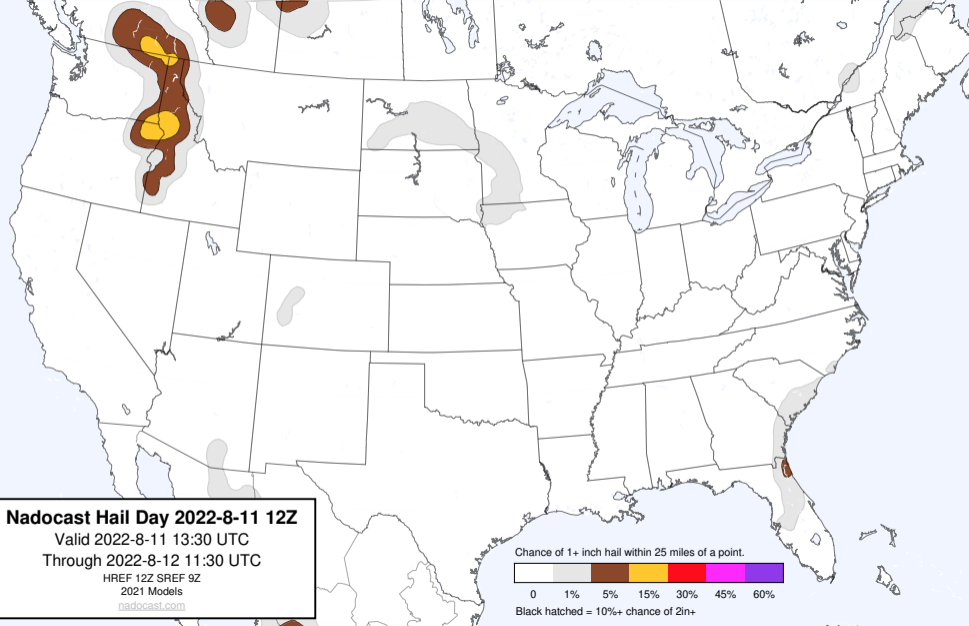 Nadocast Hail Day 2022-8-11 12Z
Valid 2022-8-11 13:30 UTC
Through 2022-8-12 11:30 UTC
HREF 12Z SREF 9Z
2021 Models
nadocast.com
Chance of 1+ inch hail within 25 miles of a point.
0 1% 5% 15% 30% 45% 60%
Black hatched = 10%+ chance of 2in+